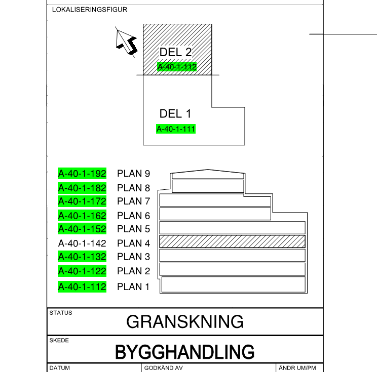 LOKALISERINGSFIGUR
DEL 2
A-40-1-112
DEL 1
A-40-1-111
A-40-1-192 PLAN 9
A-40-1-182 PLAN 8
A-40-1-172 PLAN 7
A-40-1-162 PLAN 6
A-40-1-152 PLAN 5
A-40-1-142 PLAN 4
A-40-1-132 PLAN 3
A-40-1-122 PLAN 2
A-40-1-112 PLAN 1
STATUS
GRANSKNING
SKEDE
BYGGHANDLING
DATUM GODKÄND AV ÄNDR UM/PM